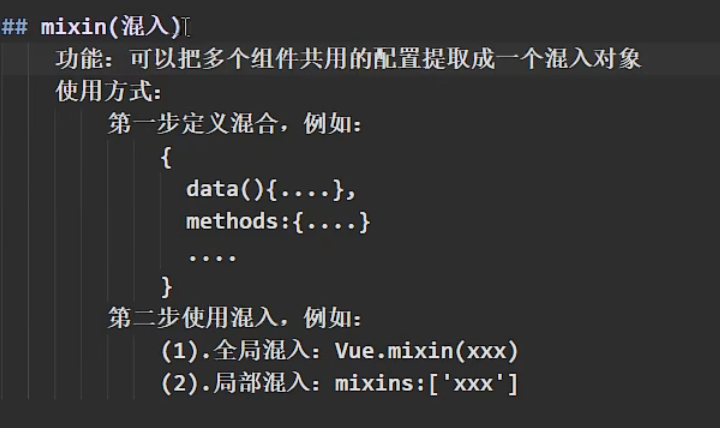 ## mixin(混入)
功能：可以把多个组件共用的配置提取成一个混入对象
使用方式：
第一步定义混合，例如：
{
data(){....},
methods:{....}
....
}
第二步使用混入，例如：
(1).全局混入：Vue.mixin(xxx)
(2).局部混入：mixins:['xxx']